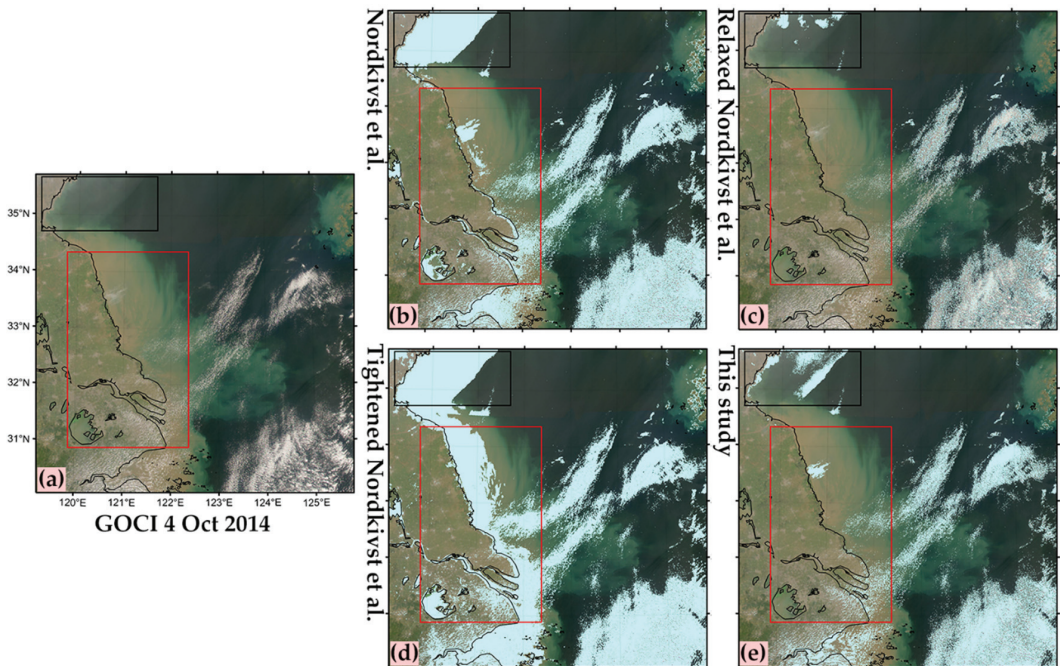 Nordkivst et al.
(b)
Relaxed Nordkivst et al.
(c)
35°N
34°N
33°N
32°N
31°N
(a)
120°E 121°E 122°E 123°E 124°E 125°E
GOCI 4 Oct 2014
Tightened Nordkivst et al.
(d)
This study
(e)